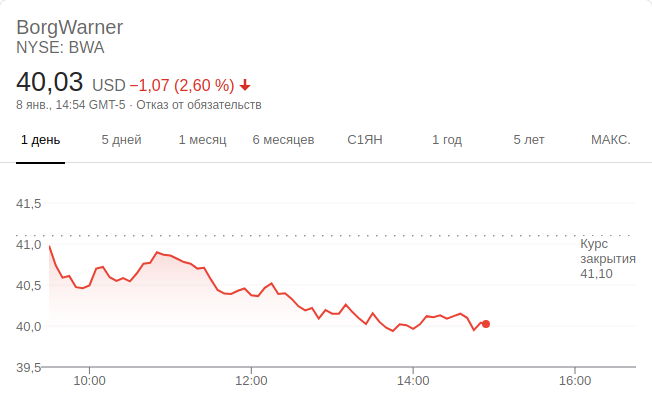 BorgWarner
NYSE: BWA
40,03 USD −1,07 (2,60 %)
8 янв., 14:54 GMT-5 · Отказ от обязательств
1 день 5 дней 1 месяц 6 месяцев С1ЯН 1 год 5 лет МАКС.
41,5
41,0
40,5
40,0
39,5
Курс
закрытия
41,10
10:00 12:00 14:00 16:00